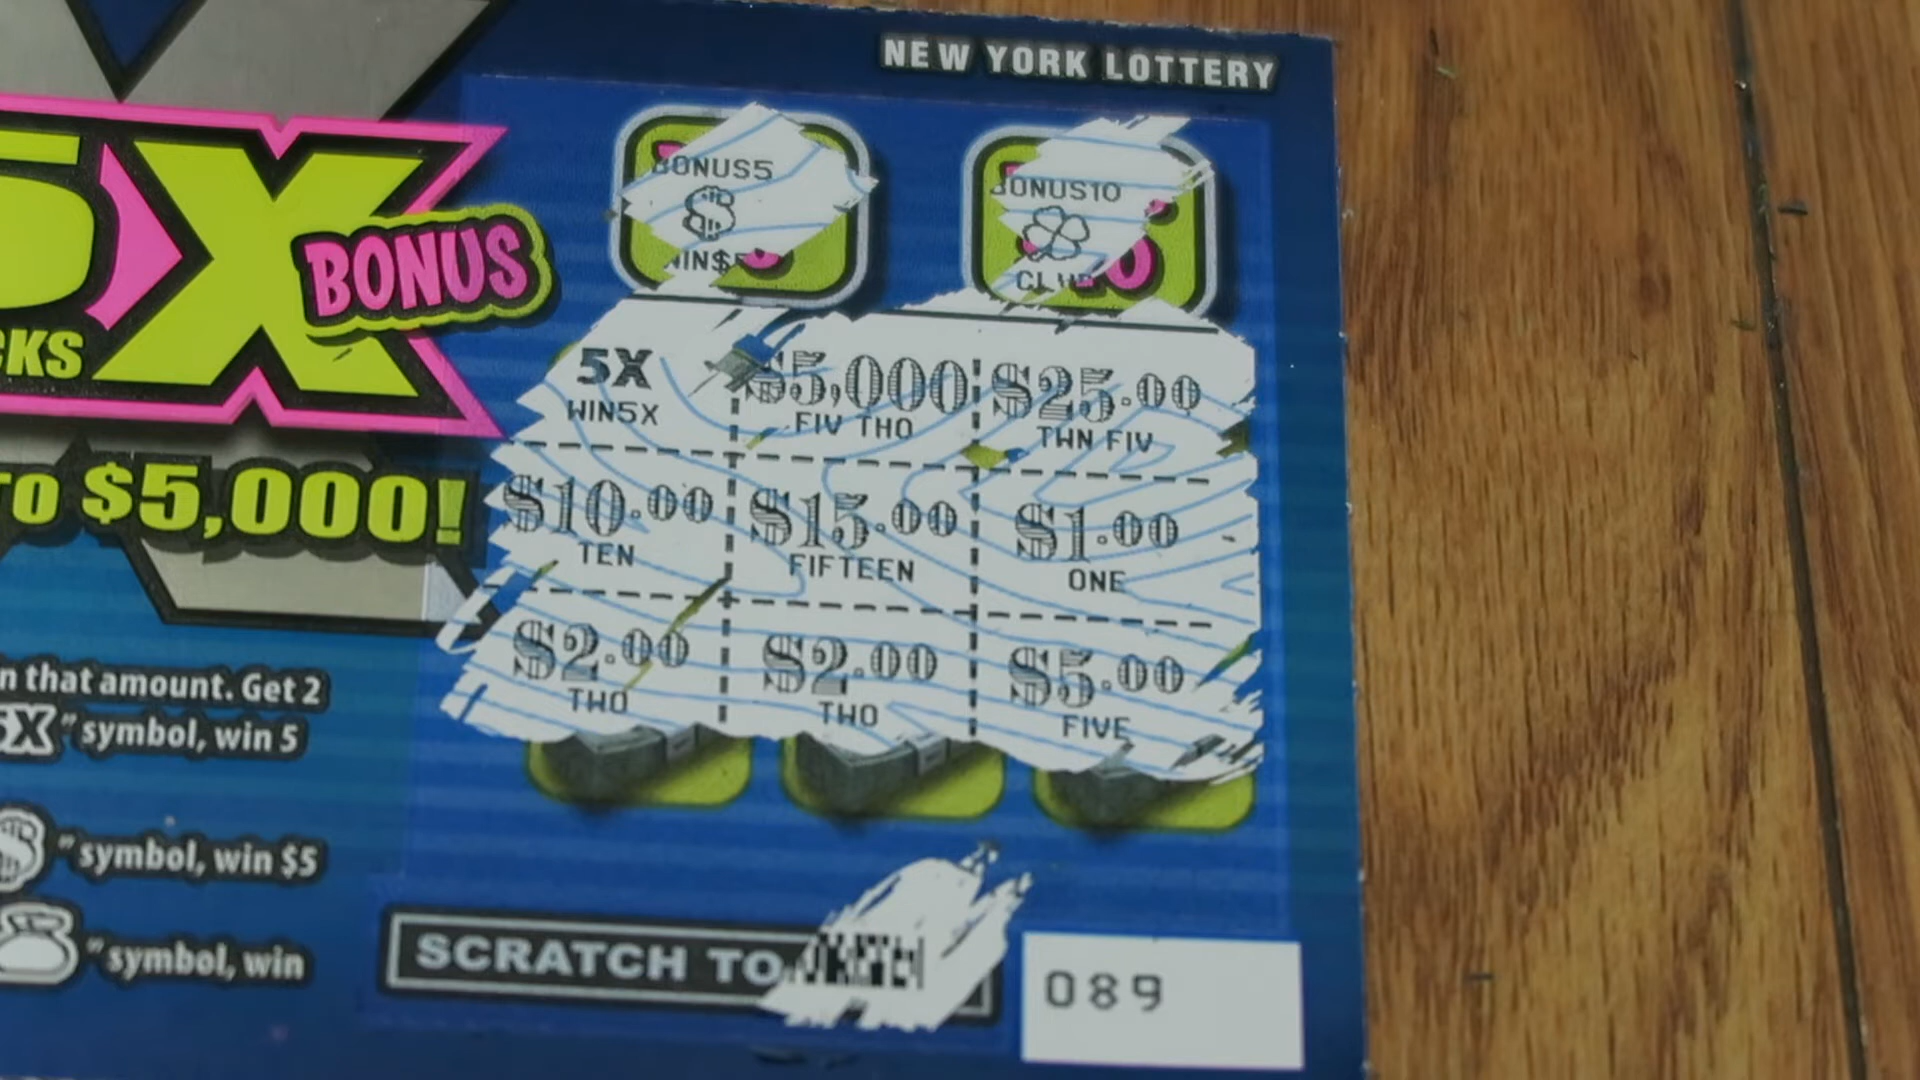 NEW YORK LOTTERY
5X
BONUS
CKS
TO $5,000!
n that amount. Get 2
5X" symbol, win 5
" symbol, win $5
" symbol, win
BONUS5
$
WIN$
BONUS10
5X
WIN5X
$5,000
FIV THO
$25.00
TWN FIV
$10.00
TEN
$15.00
FIFTEEN
$1.00
ONE
$2.00
TWO
$2.00
TWO
$5.00
FIVE
SCRATCH TO
089